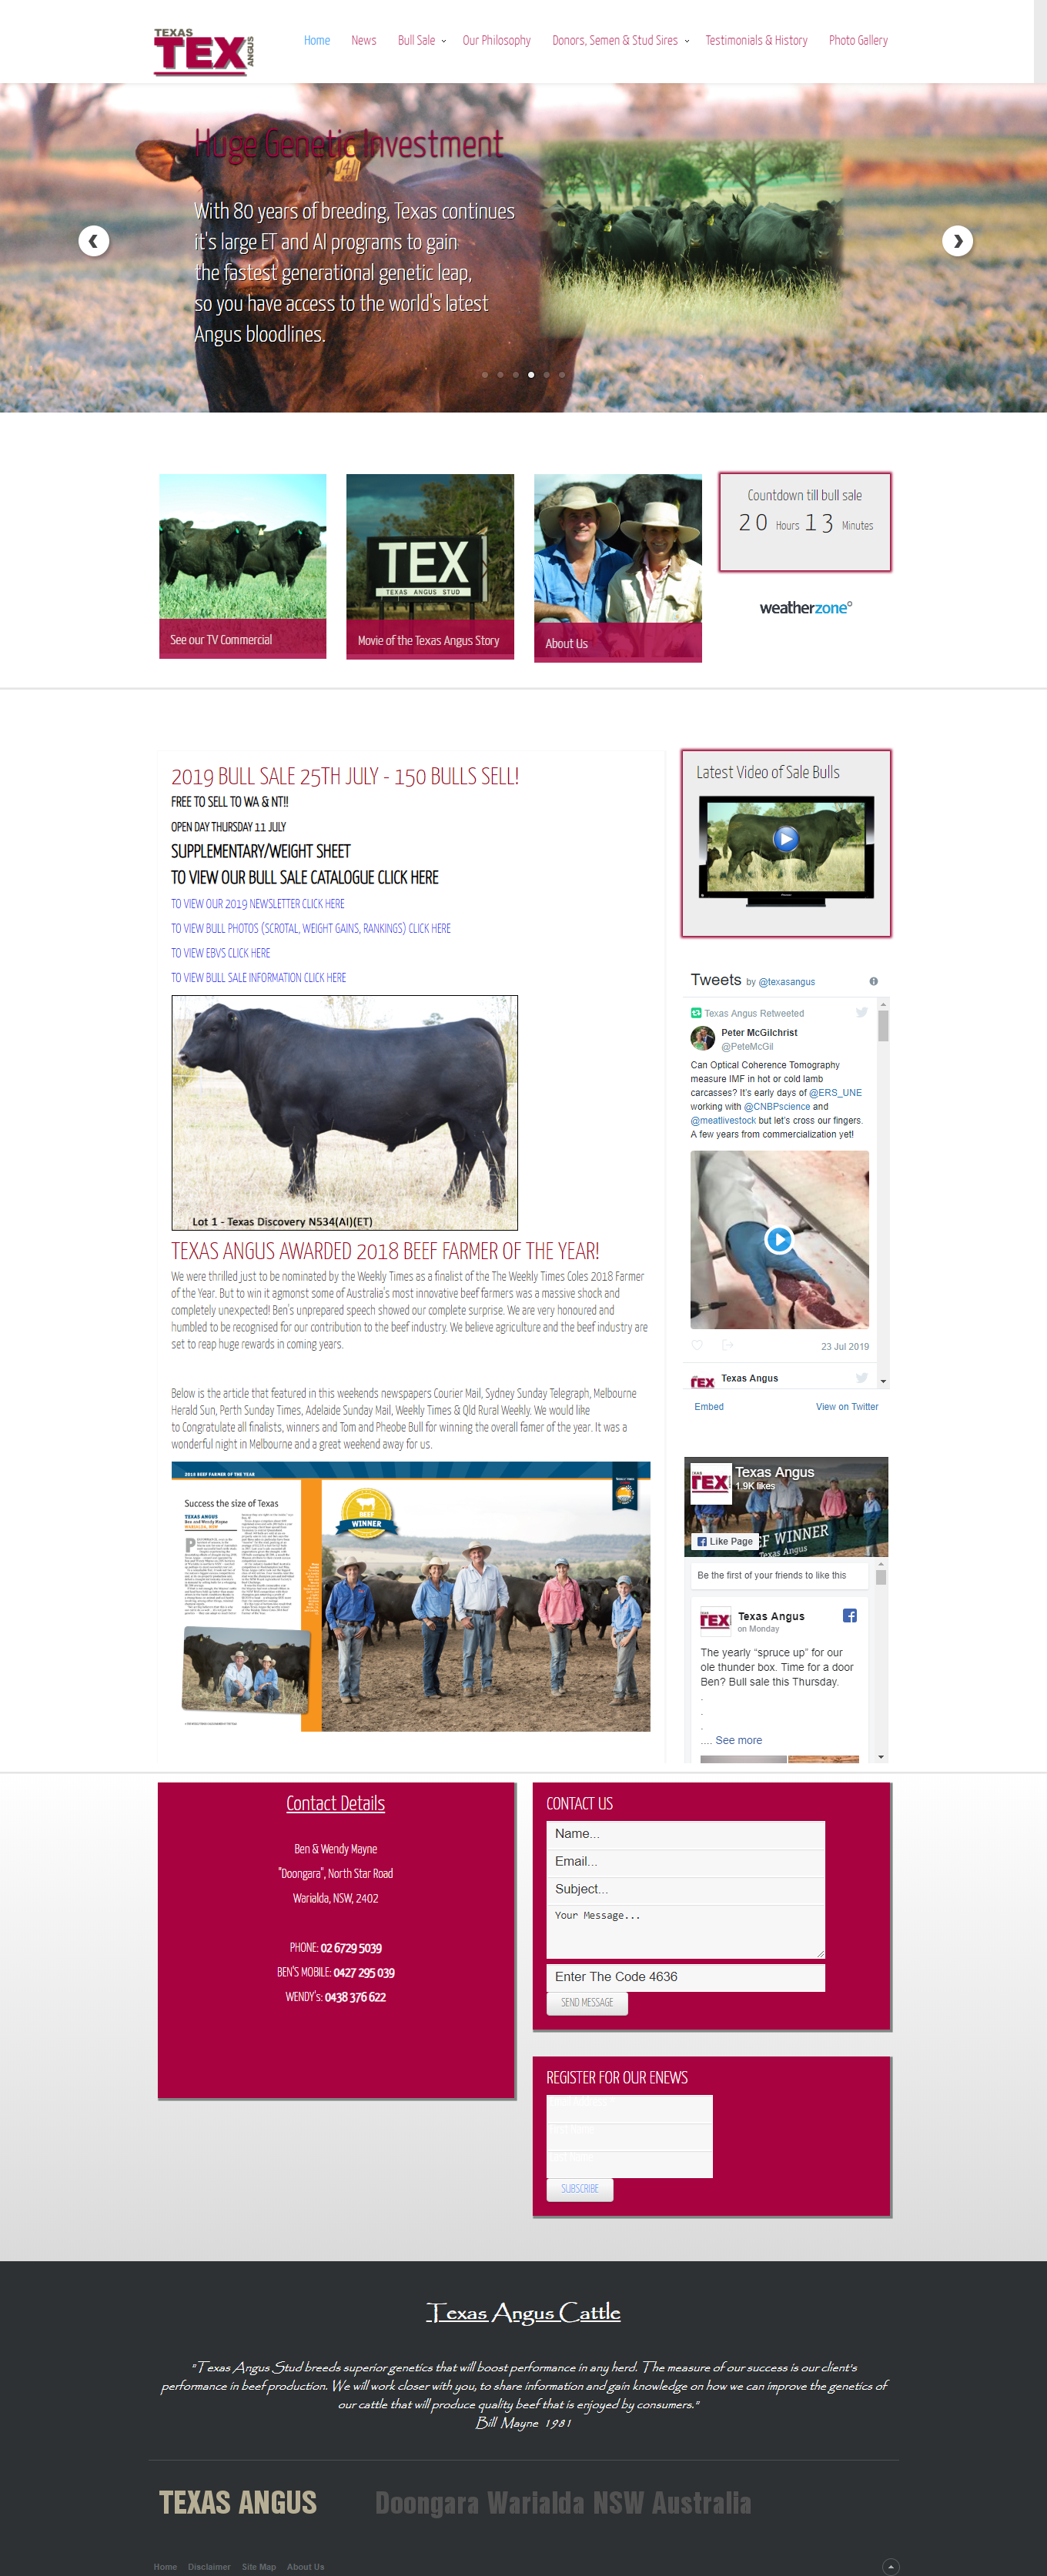 TEXAS
TEX
ANGUS
Home News Bull Sale Our Philosophy Donors, Semen & Stud Sires Testimonials & History Photo Gallery
Huge Genetic Investment
With 80 years of breeding, Texas continues
it's large ET and AI programs to gain
the fastest generational genetic leap,
so you have access to the world's latest
Angus bloodlines.
See our TV Commercial
TEX
TEXAS ANGUS STUD
Movie of the Texas Angus Story
About Us
Countdown till bull sale
20 Hours 13 Minutes
weatherzone
2019 BULL SALE 25TH JULY - 150 BULLS SELL!
FREE TO SELL TO WA & NT!!
OPEN DAY THURSDAY 11 JULY
SUPPLEMENTARY/WEIGHT SHEET
TO VIEW OUR BULL SALE CATALOGUE CLICK HERE
TO VIEW OUR 2019 NEWSLETTER CLICK HERE
TO VIEW BULL PHOTOS (SCROTAL, WEIGHT GAINS, RANKINGS) CLICK HERE
TO VIEW EBVS CLICK HERE
TO VIEW BULL SALE INFORMATION CLICK HERE
Lot 1 - Texas Discovery N534(AI)(ET)
TEXAS ANGUS AWARDED 2018 BEEF FARMER OF THE YEAR!
We were thrilled just to be nominated by the Weekly Times as a finalist of the The Weekly Times Coles 2018 Farmer
of the Year. But to win it agmonst some of Australia's most innovative beef farmers was a massive shock and
completely unexpected! Ben's unprepared speech showed our complete surprise. We are very honoured and
humbled to be recognised for our contribution to the beef industry. We believe agriculture and the beef industry are
set to reap huge rewards in coming years.
Below is the article that featured in this weekends newspapers Courier Mail, Sydney Sunday Telegraph, Melbourne
Herald Sun, Perth Sunday Times, Adelaide Sunday Mail, Weekly Times & Qld Rural Weekly. We would like
to Congratulate all finalists, winners and Tom and Pheobe Bull for winning the overall famer of the year. It was a
wonderful night in Melbourne and a great weekend away for us.
2018 BEEF FARMER OF THE YEAR
Success the size of Texas
TEXAS ANGUS
Ben and Wendy Mayne
WARIALDA, NSW
BEEF
WINNER
Latest Video of Sale Bulls
Tweets by @texasangus
Texas Angus Retweeted
Peter McGilchrist
@PeteMcGil
Can Optical Coherence Tomography
measure IMF in hot or cold lamb
carcasses? It's early days of @ERS_UNE
working with @CNBPscience and
@meatlivestock but let's cross our fingers.
A few years from commercialization yet!
23 Jul 2019
TEX
Texas Angus
Embed View on Twitter
TEX
Texas Angus
1.9K likes
Like Page
EF WINNER
Texas Angus
Be the first of your friends to like this
TEX
Texas Angus
on Monday
The yearly “spruce up” for our
ole thunder box. Time for a door
Ben? Bull sale this Thursday.
.
.
.
.... See more
Contact Details
Ben & Wendy Mayne
"Doongara", North Star Road
Warialda, NSW, 2402
PHONE: 02 6729 5039
BEN'S MOBILE: 0427 295 039
WENDY's: 0438 376 622
CONTACT US
Name...
Email...
Subject...
Your Message...
Enter The Code 4636
SEND MESSAGE
REGISTER FOR OUR ENEWS
SUBSCRIBE
Texas Angus Cattle
"Texas Angus Stud breeds superior genetics that will boost performance in any herd. The measure of our success is our client's
performance in beef production. We will work closer with you, to share information and gain knowledge on how we can improve the genetics of
our cattle that will produce quality beef that is enjoyed by consumers."
Bill Mayne 1981
TEXAS ANGUS Doongara Warialda NSW Australia
Home Disclaimer Site Map About Us